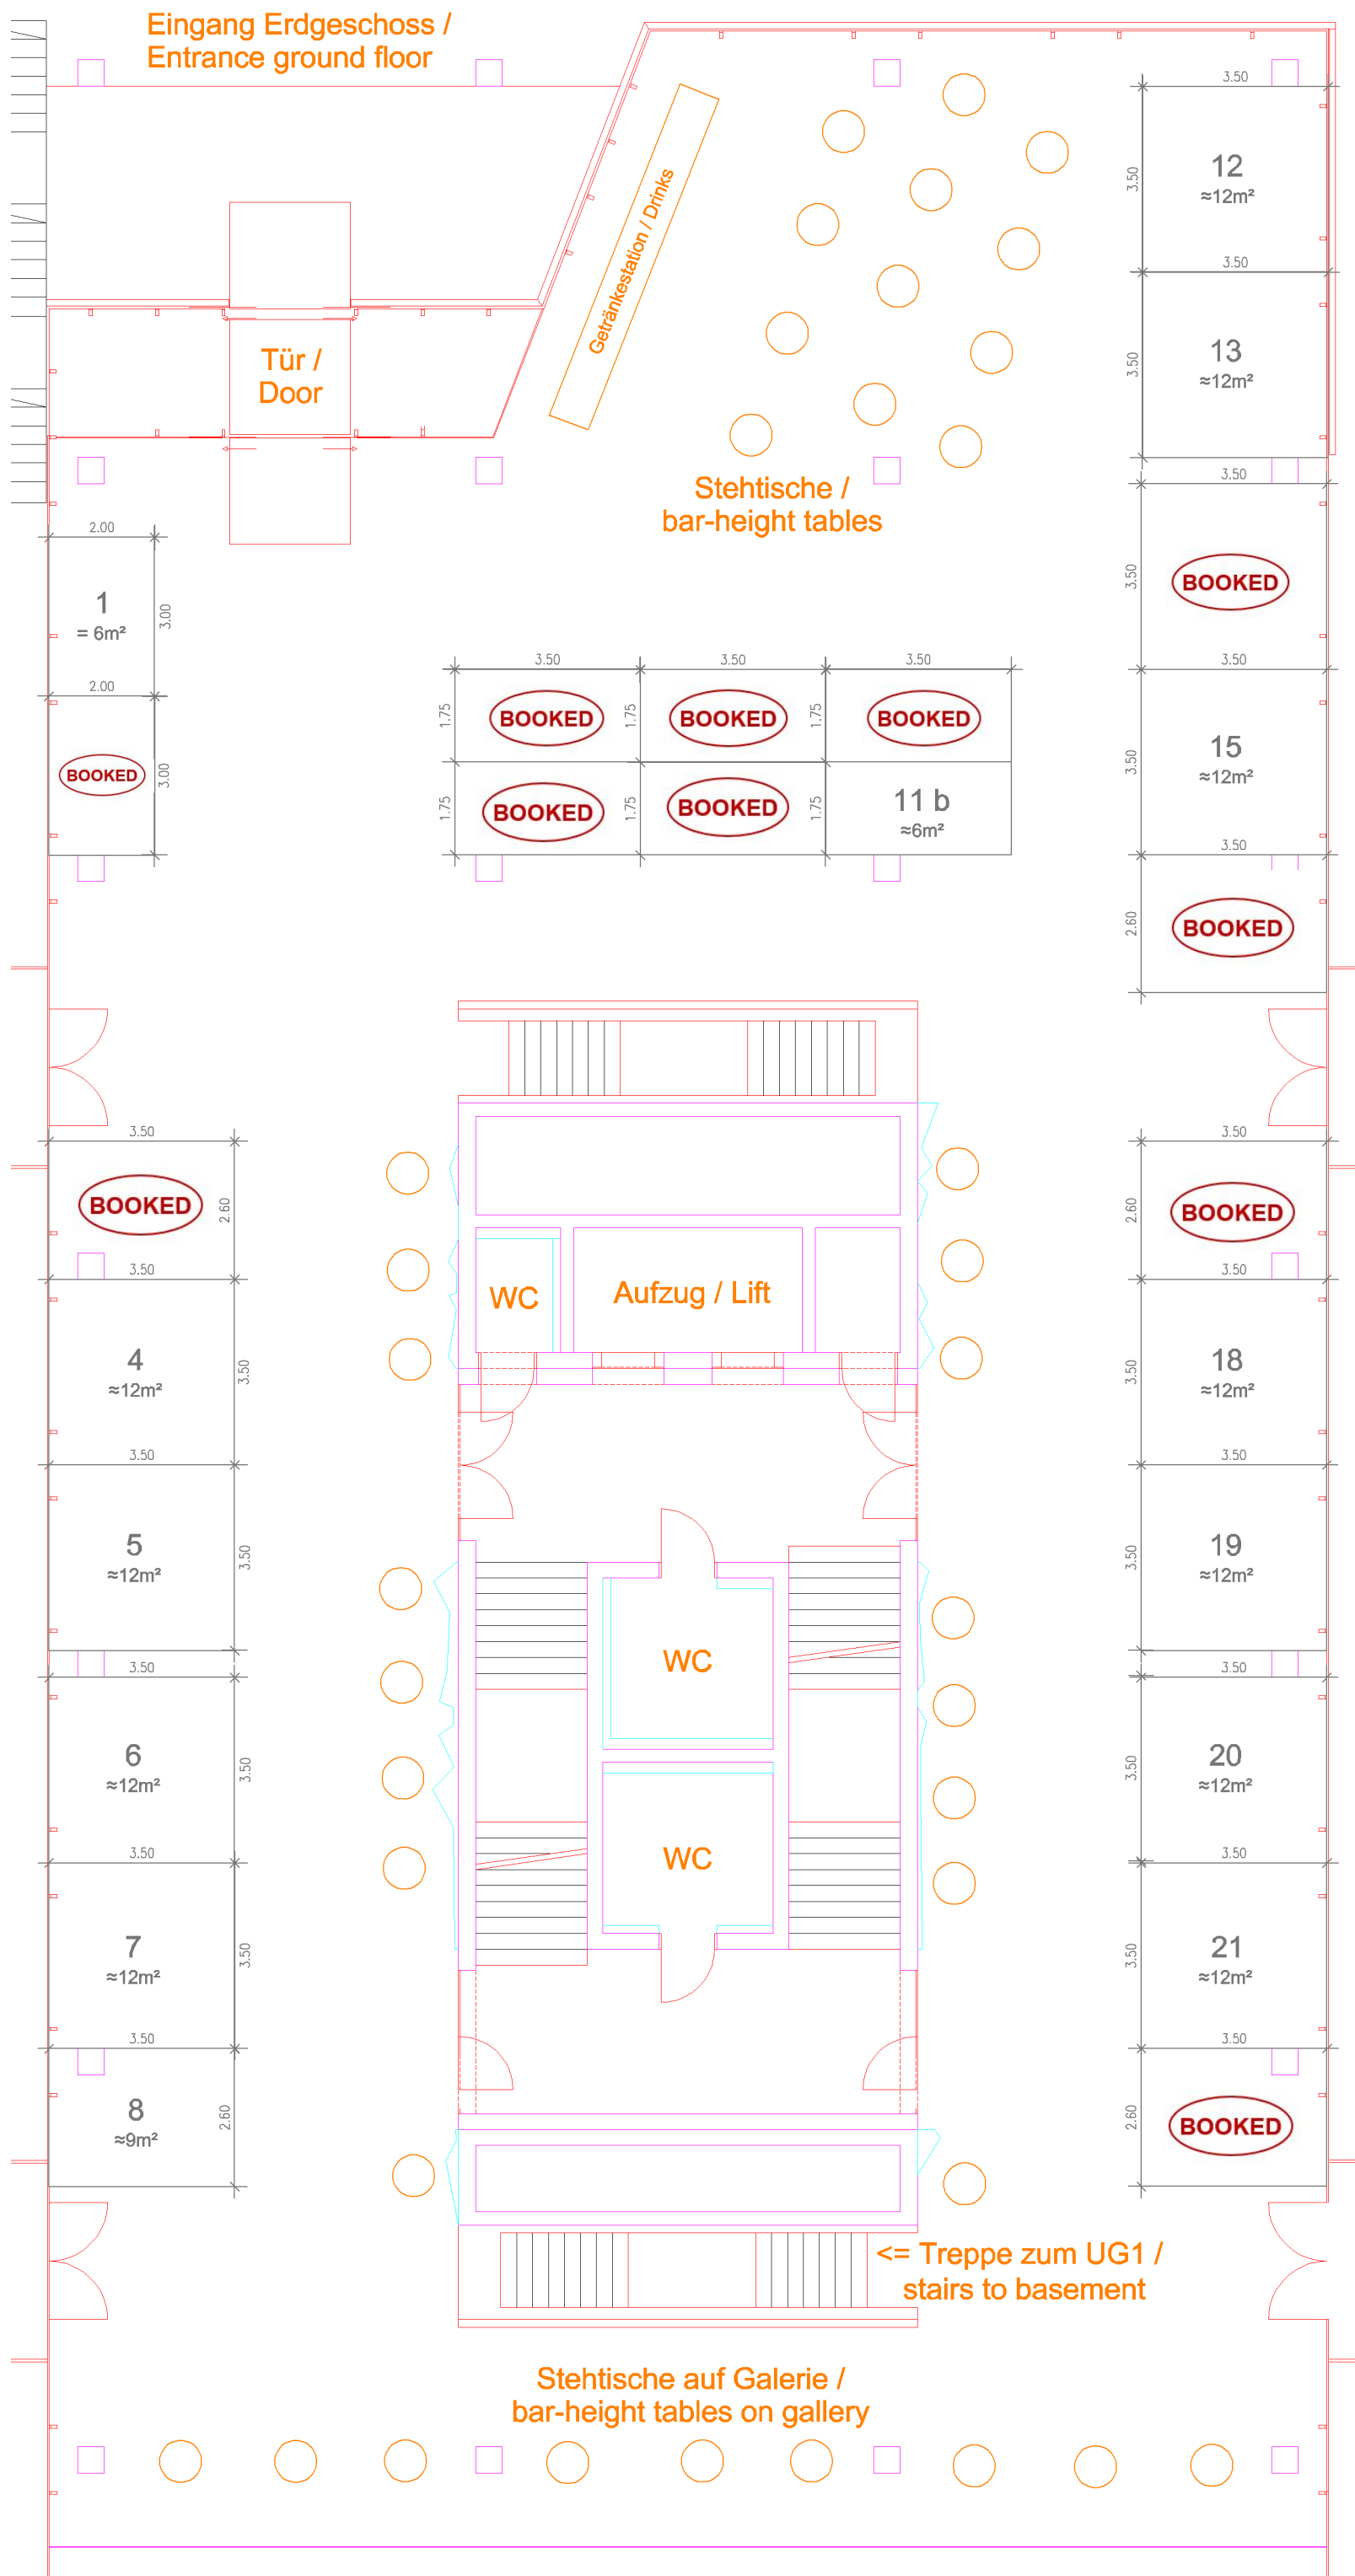 Eingang Erdgeschoss /
Entrance ground floor
3.50
12
≈12m²
3.50
Getränkestation / Drinks
3.50
Tür /
Door
13
≈12m²
3.50
Stehtische /
bar-height tables
3.50
BOOKED
3.50
2.00
1
= 6m²
3.00
2.00
BOOKED
3.00
3.50
3.50
3.50
1.75
BOOKED
1.75
BOOKED
1.75
BOOKED
1.75
BOOKED
1.75
BOOKED
1.75
11 b
≈6m²
3.50
15
≈12m²
3.50
3.50
BOOKED
2.60
3.50
BOOKED
2.60
3.50
BOOKED
2.60
3.50
4
≈12m²
3.50
WC
Aufzug / Lift
3.50
18
≈12m²
3.50
3.50
5
≈12m²
3.50
3.50
19
≈12m²
3.50
WC
3.50
6
≈12m²
3.50
3.50
20
≈12m²
3.50
WC
3.50
7
≈12m²
3.50
21
≈12m²
3.50
3.50
8
≈9m²
2.60
3.50
BOOKED
2.60
<= Treppe zum UG1 /
stairs to basement
Stehtische auf Galerie /
bar-height tables on gallery